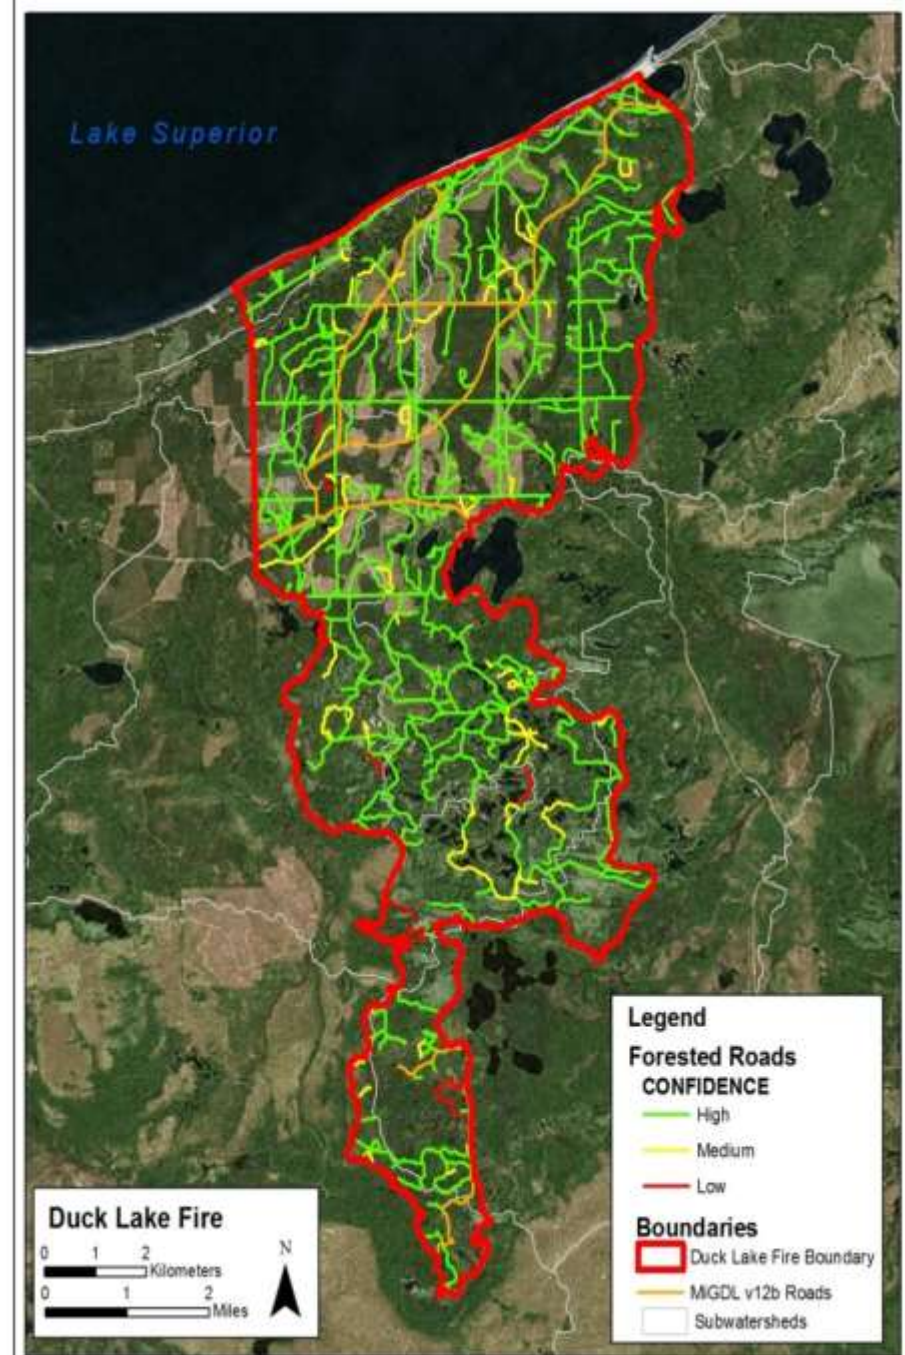 Lake Superior
Legend
Forested Roads
CONFIDENCE
High
Medium
Low
Boundaries
Duck Lake Fire Boundary
MiGDL v12b Roads
Subwatersheds
Duck Lake Fire
N
0 1 2
Kilometers
0 1 2
Miles